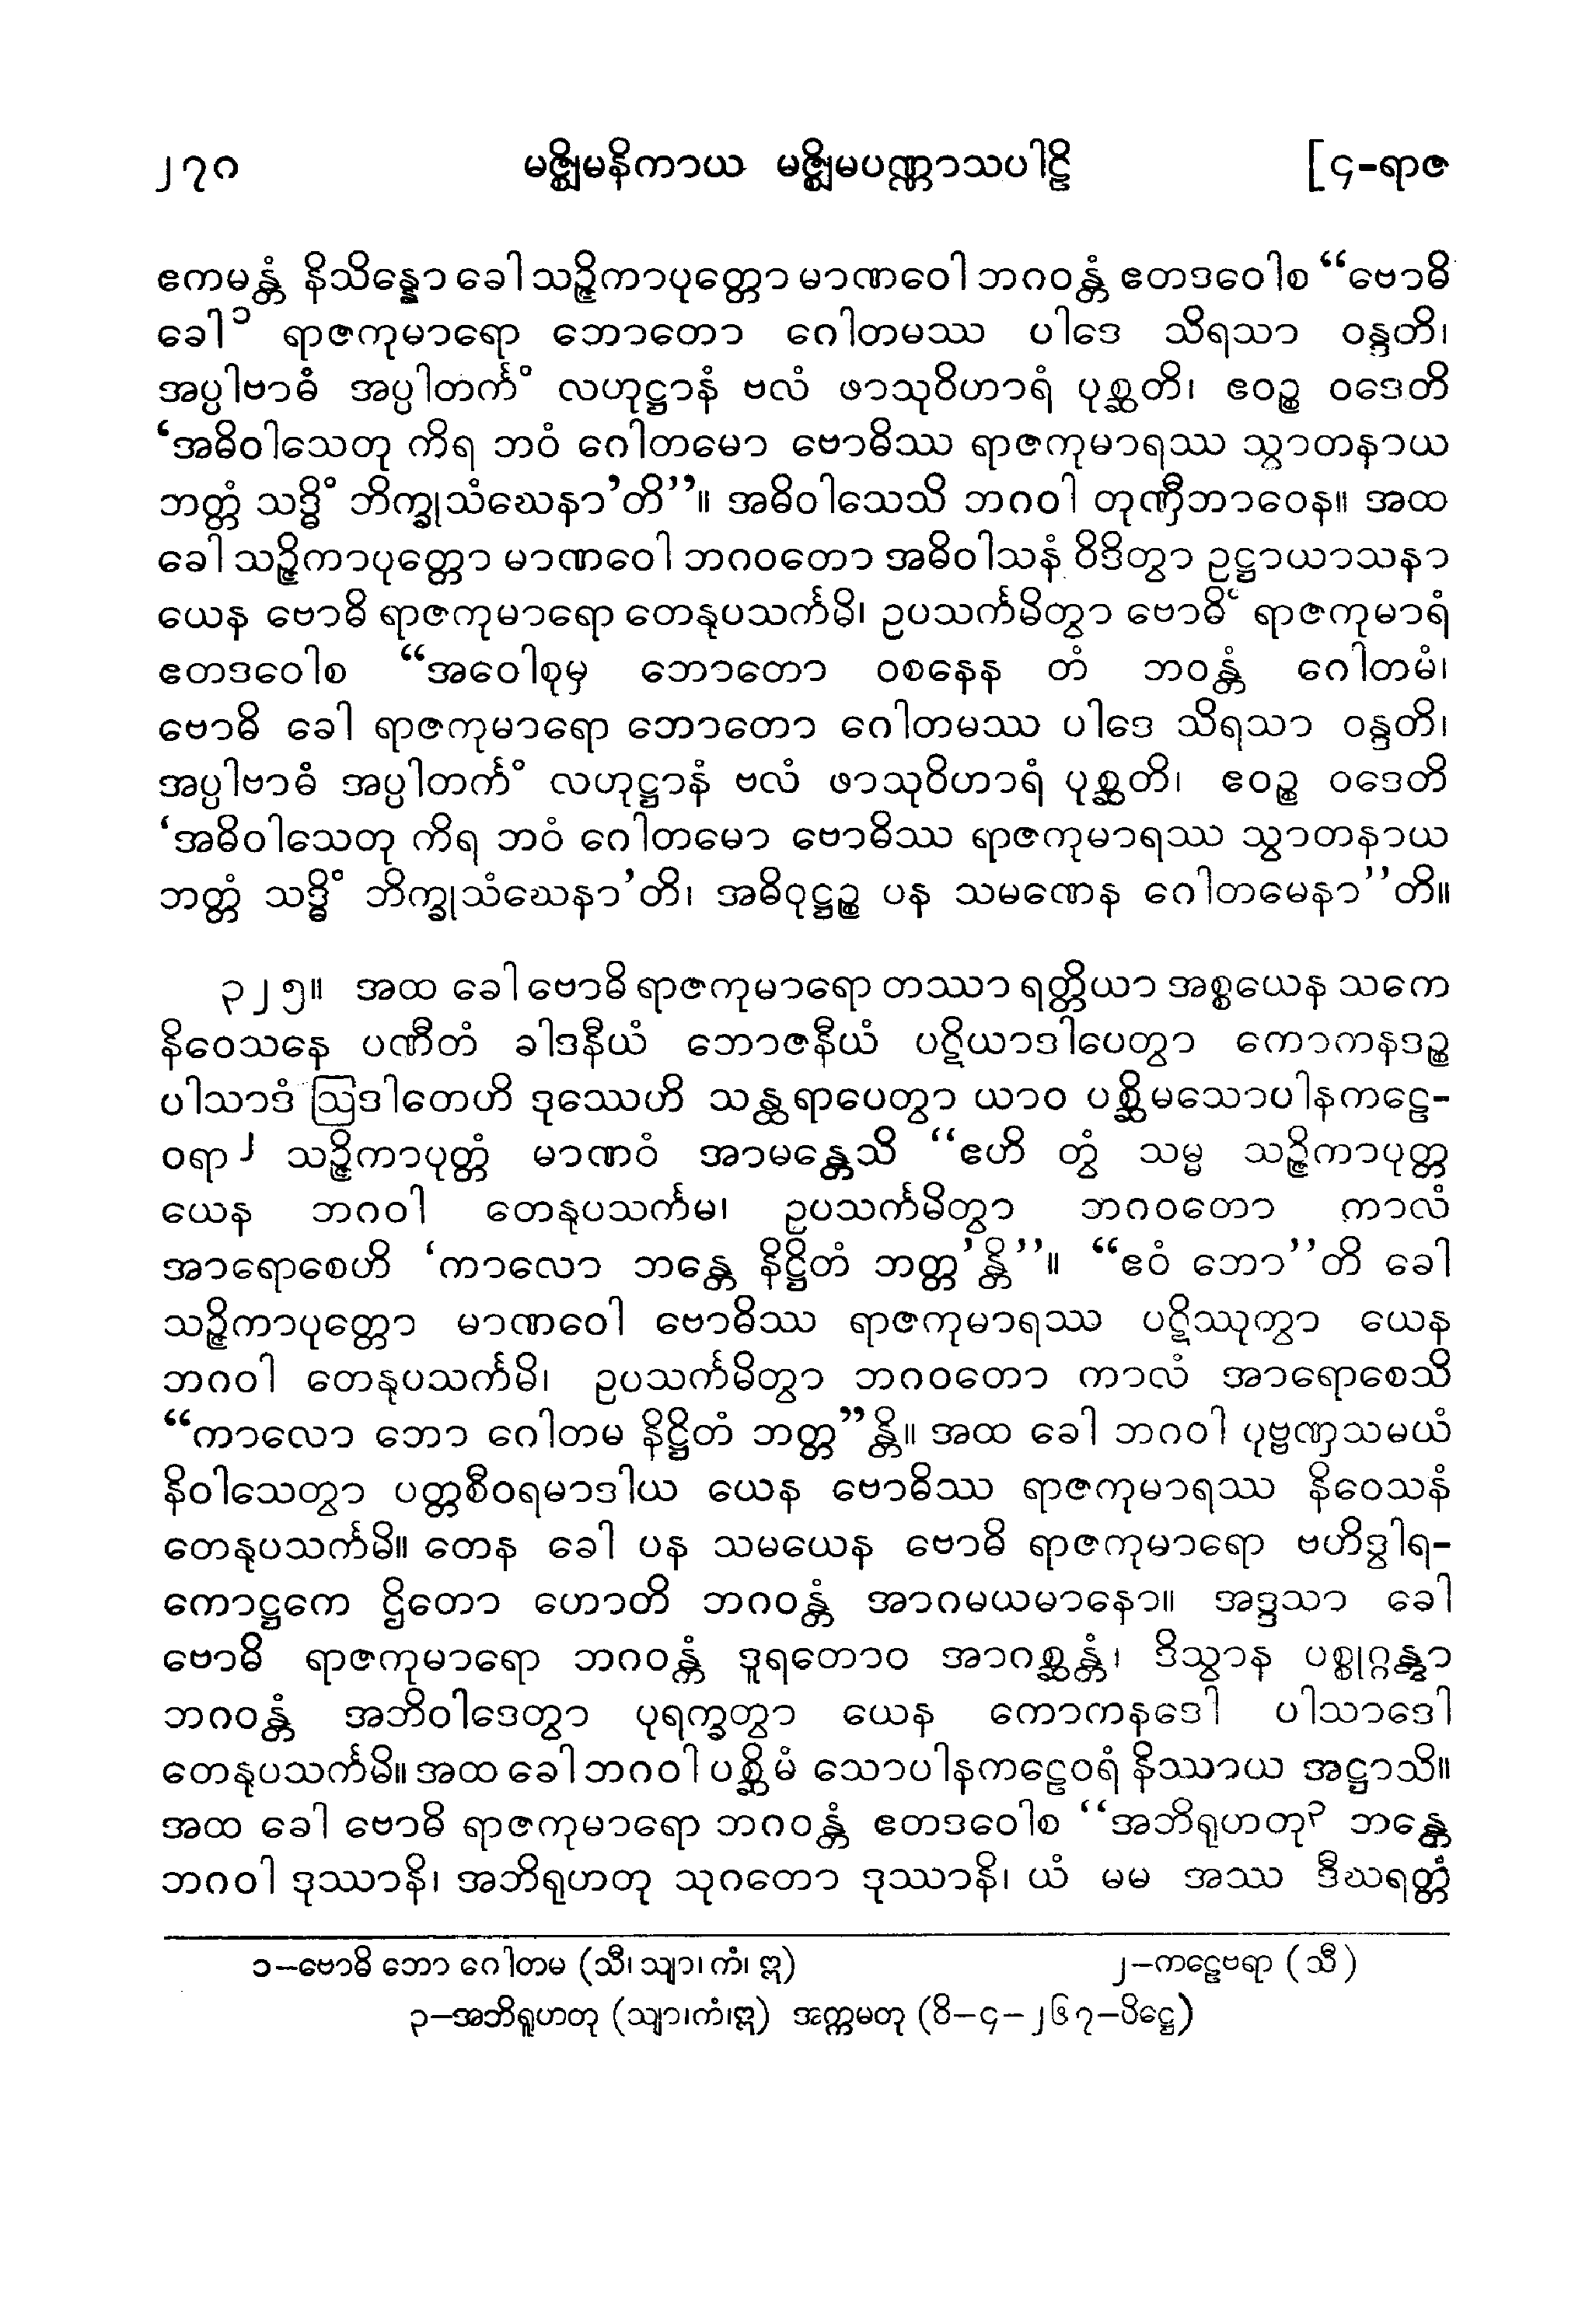 ၂၇၀ မဇ္ဈိမနိကာယ မဇ္ဈိမပဏ္ဏာသပါဠိ [၄-ရာဇ
ဧကမန္တံ နိသိန္နော ခေါ သဉ္ဇိကာပုတ္တော မာဏဝေါ ဘဂဝန္တံ ဧတဒဝေါစ “ဗောဓိ
ခေါ၁ ရာဇကုမာရော ဘောတော ဂေါတမဿ ပါဒေ သိရသာ ဝန္ဒတိ၊
အပ္ပါဗာဓံ အပ္ပါတင်္ကံ လဟုဋ္ဌာနံ ဗလံ ဖာသုဝိဟာရံ ပုစ္ဆတိ၊ ဧဝဉ္စ ဝဒေတိ
‘အဓိဝါသေတု ကိရ ဘဝံ ဂေါတမော ဗောဓိဿ ရာဇကုမာရဿ သွာတနာယ
ဘတ္တံ သဒ္ဓိံ ဘိက္ခုသံဃေနာ’တိ”။ အဓိဝါသေသိ ဘဂဝါ တုဏှီဘာဝေန။ အထ
ခေါ သဉ္ဇိကာပုတ္တော မာဏဝေါ ဘဂဝတော အဓိဝါသနံ ဝိဒိတွာ ဥဋ္ဌာယာသနာ
ယေန ဗောဓိ ရာဇကုမာရော တေနုပသင်္ကမိ၊ ဥပသင်္ကမိတွာ ဗောဓိံ ရာဇကုမာရံ
ဧတဒဝေါစ “အဝေါစုမှ ဘောတော ဝစနေန တံ ဘဝန္တံ ဂေါတမံ၊
ဗောဓိ ခေါ ရာဇကုမာရော ဘောတော ဂေါတမဿ ပါဒေ သိရသာ ဝန္ဒတိ၊
အပ္ပါဗာဓံ အပ္ပါတင်္ကံ လဟုဋ္ဌာနံ ဗလံ ဖာသုဝိဟာရံ ပုစ္ဆတိ၊ ဧဝဉ္စ ဝဒေတိ
‘အဓိဝါသေတု ကိရ ဘဝံ ဂေါတမော ဗောဓိဿ ရာဇကုမာရဿ သွာတနာယ
ဘတ္တံ သဒ္ဓိံ ဘိက္ခုသံဃေနာ’တိ၊ အဓိဝုဋ္ဌဉ္စ ပန သမဏေန ဂေါတမေနာ”တိ။
၃၂၅။ အထ ခေါ ဗောဓိ ရာဇကုမာရော တဿာ ရတ္တိယာ အစ္စယေန သကေ
နိဝေသနေ ပဏီတံ ခါဒနီယံ ဘောဇနီယံ ပဋိယာဒါပေတွာ ကောကနဒဉ္စ
ပါသာဒံ ဩဒါတေဟိ ဒုဿေဟိ သန္ထရာပေတွာ ယာဝ ပစ္ဆိမသောပါနကဠေ-
ဝရာ၂ သဉ္ဇိကာပုတ္တံ မာဏဝံ အာမန္တေသိ “ဧဟိ တွံ သမ္မ သဉ္ဇိကာပုတ္တ
ယေန ဘဂဝါ တေနုပသင်္ကမ၊ ဥပသင်္ကမိတွာ ဘဂဝတော ကာလံ
အာရောစေဟိ ‘ကာလော ဘန္တေ နိဋ္ဌိတံ ဘတ္တ’န္တိ”။ “ဧဝံ ဘော”တိ ခေါ
သဉ္ဇိကာပုတ္တော မာဏဝေါ ဗောဓိဿ ရာဇကုမာရဿ ပဋိဿုတွာ ယေန
ဘဂဝါ တေနုပသင်္ကမိ၊ ဥပသင်္ကမိတွာ ဘဂဝတော ကာလံ အာရောစေသိ
“ကာလော ဘော ဂေါတမ နိဋ္ဌိတံ ဘတ္တ”န္တိ။ အထ ခေါ ဘဂဝါ ပုဗ္ဗဏှသမယံ
နိဝါသေတွာ ပတ္တစီဝရမာဒါယ ယေန ဗောဓိဿ ရာဇကုမာရဿ နိဝေသနံ
တေနုပသင်္ကမိ။ တေန ခေါ ပန သမယေန ဗောဓိ ရာဇကုမာရော ဗဟိဒွါရ-
ကောဋ္ဌကေ ဌိတော ဟောတိ ဘဂဝန္တံ အာဂမယမာနော။ အဒ္ဒသာ ခေါ
ဗောဓိ ရာဇကုမာရော ဘဂဝန္တံ ဒူရတောဝ အာဂစ္ဆန္တံ၊ ဒိသွာန ပစ္စုဂ္ဂန္တွာ
ဘဂဝန္တံ အဘိဝါဒေတွာ ပုရက္ခတွာ ယေန ကောကနဒေါ ပါသာဒေါ
တေနုပသင်္ကမိ။ အထ ခေါ ဘဂဝါ ပစ္ဆိမံ သောပါနကဠေဝရံ နိဿာယ အဋ္ဌာသိ။
အထ ခေါ ဗောဓိ ရာဇကုမာရော ဘဂဝန္တံ ဧတဒဝေါစ “အဘိရုဟတု၃ ဘန္တေ
ဘဂဝါ ဒုဿာနိ၊ အဘိရုဟတု သုဂတော ဒုဿာနိ၊ ယံ မမ အဿ ဒီဃရတ္တံ
၁–ဗောဓိ ဘော ဂေါတမ (သီ၊ သျာ၊ ကံ၊ ဣ) ၂–ကဠေဗရာ (သီ)
၃–အဘိရူဟတု (သျာ၊ကံ၊ဣ) အက္ကမတု (ဝိ–၄–၂၆၇–ပိဋ္ဌေ)